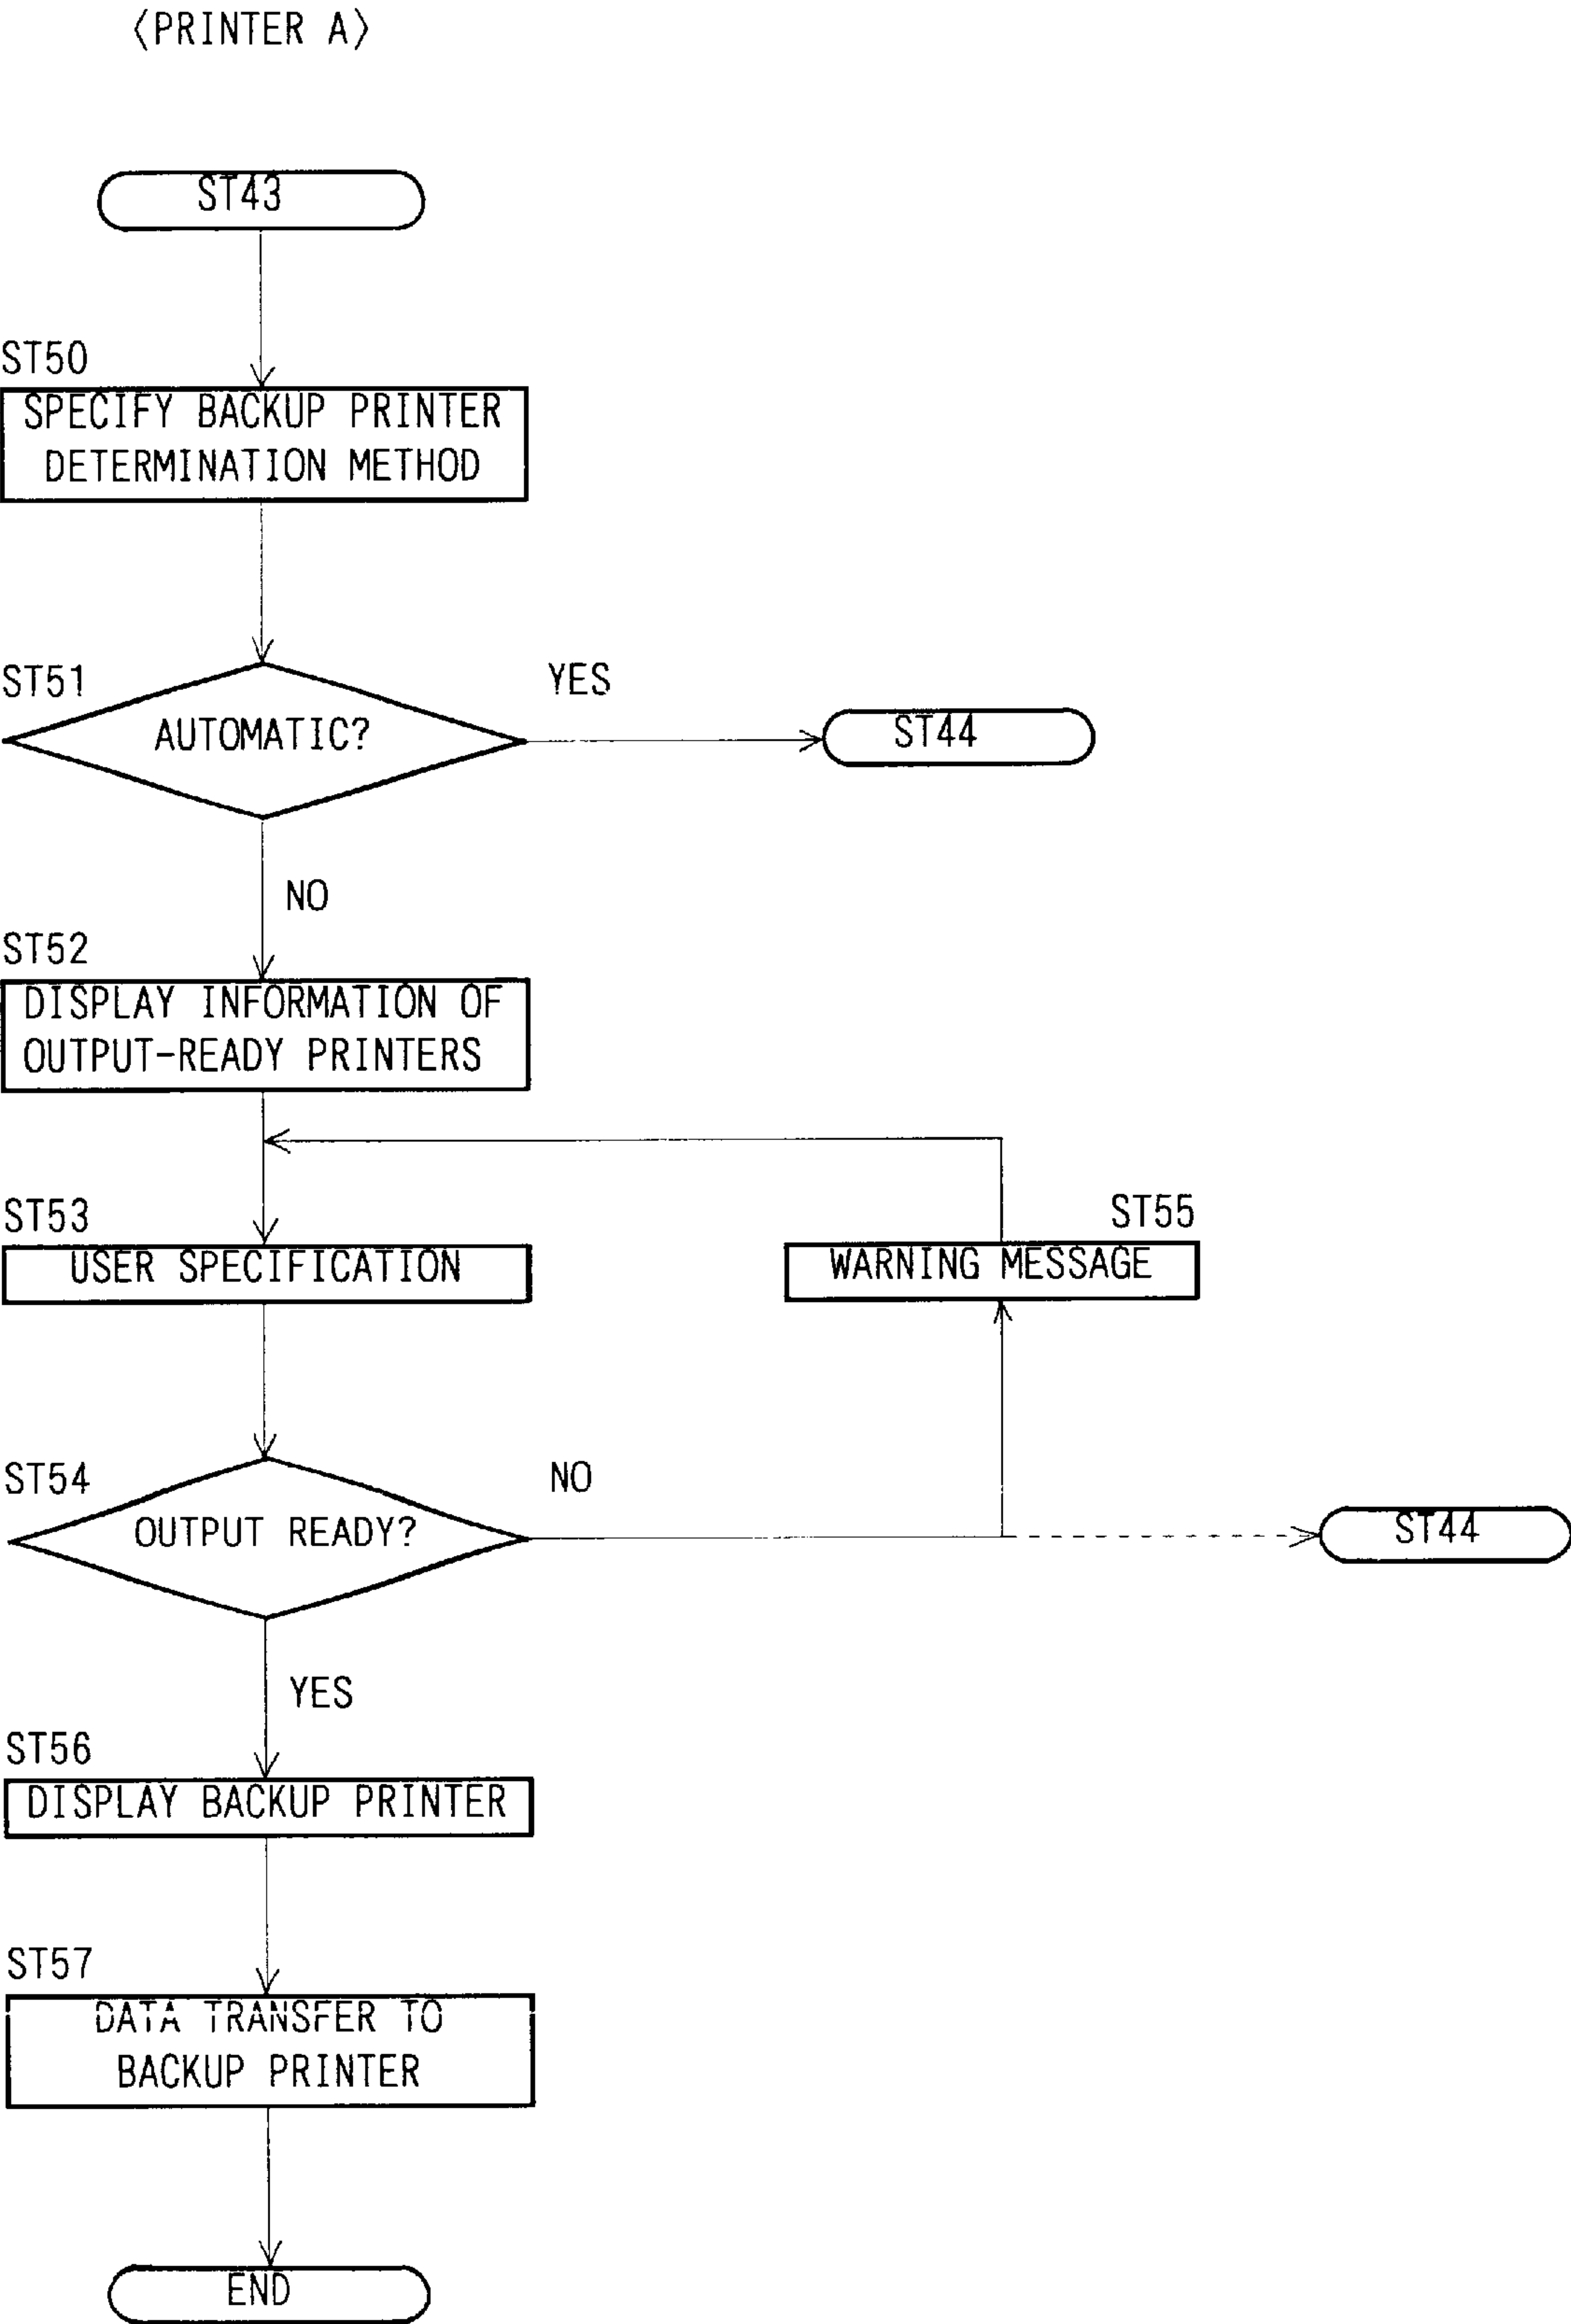 〈PRINTER A〉
ST43
ST50
SPECIFY BACKUP PRINTER
DETERMINATION METHOD
ST51
AUTOMATIC?
YES
ST44
NO
ST52
DISPLAY INFORMATION OF
OUTPUT-READY PRINTERS
ST53
USER SPECIFICATION
ST55
WARNING MESSAGE
ST54
OUTPUT READY?
NO
ST44
YES
ST56
DISPLAY BACKUP PRINTER
ST57
DATA TRANSFER TO
BACKUP PRINTER
END